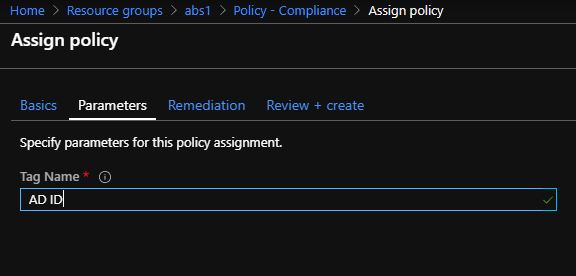 Home > Resource groups > abs1 > Policy - Compliance > Assign policy
Assign policy
Basics Parameters Remediation Review + create
Specify parameters for this policy assignment.
Tag Name *
AD ID